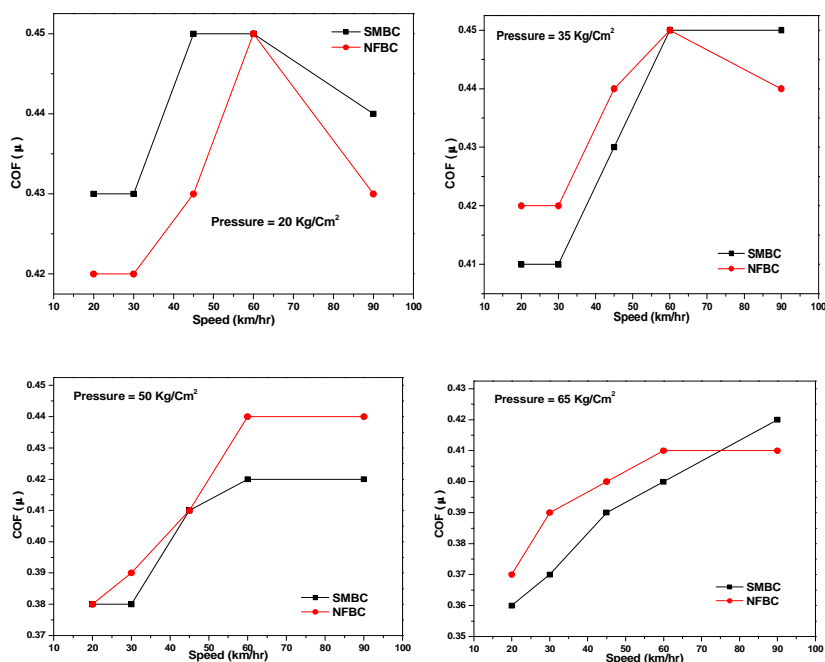 0.45
0.44
0.43
0.42
COF ( μ )
SMBC
NFBC
Pressure = 20 Kg/Cm²
10 20 30 40 50 60 70 80 90 100
Speed (km/hr)
0.45
0.44
0.43
0.42
0.41
COF ( μ )
Pressure = 35 Kg/Cm²
SMBC
NFBC
10 20 30 40 50 60 70 80 90 100
Speed (km/hr)
0.45
0.44
0.43
0.42
0.41
0.40
0.39
0.38
0.37
COF ( μ )
Pressure = 50 Kg/Cm²
SMBC
NFBC
10 20 30 40 50 60 70 80 90 100
Speed (km/hr)
0.43
0.42
0.41
0.40
0.39
0.38
0.37
0.36
0.35
COF ( μ )
Pressure = 65 Kg/Cm²
SMBC
NFBC
10 20 30 40 50 60 70 80 90 100
Speed (km/hr)